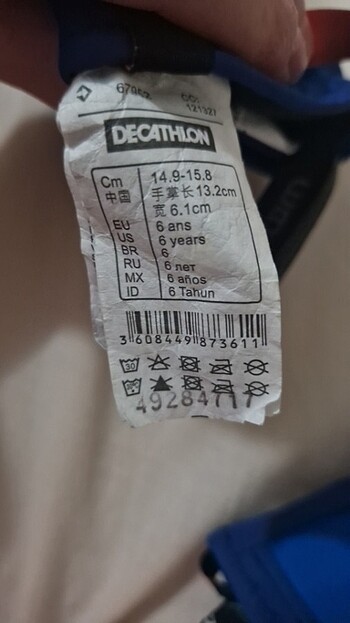 DECATHLON
Cm 14.9-15.8
中国 手掌长13.2cm
宽 6.1cm
EU 6 ans
US 6 years
BR 6
RU 6 лет
MX 6 años
ID 6 Tahun
3 608449 873611
30
49284717